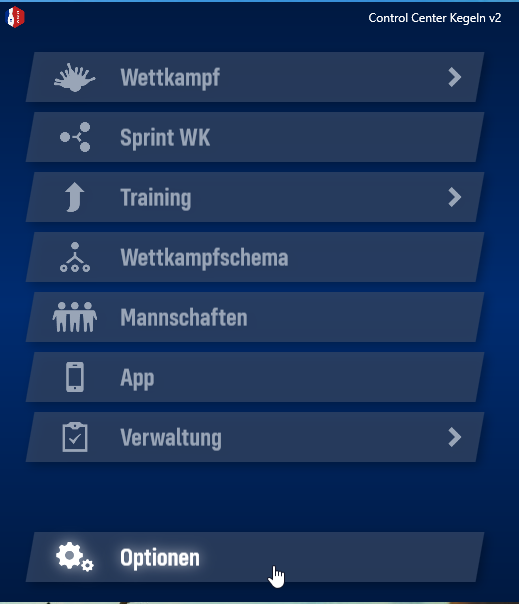 Control Center Kegeln v2
Wettkampf
Sprint WK
Training
Wettkampfschema
Mannschaften
App
Verwaltung
Optionen